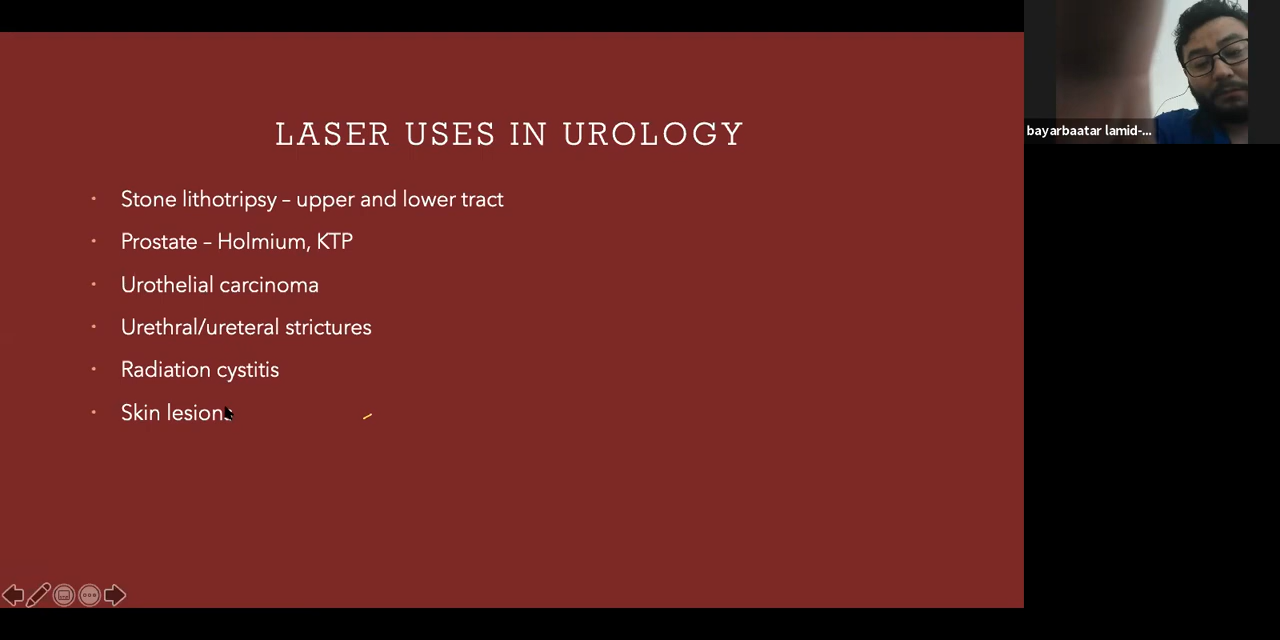 LASER USES IN UROLOGY
• Stone lithotripsy – upper and lower tract
• Prostate – Holmium, KTP
• Urothelial carcinoma
• Urethral/ureteral strictures
• Radiation cystitis
• Skin lesions
bayarbaatar lamid-...